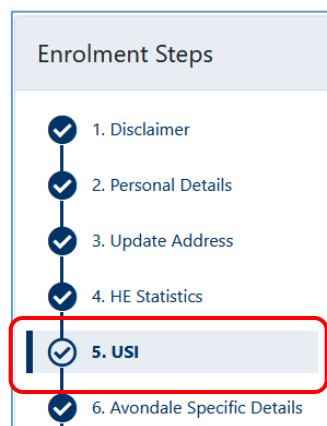 Enrolment Steps
1. Disclaimer
2. Personal Details
3. Update Address
4. HE Statistics
5. USI
6. Avondale Specific Details